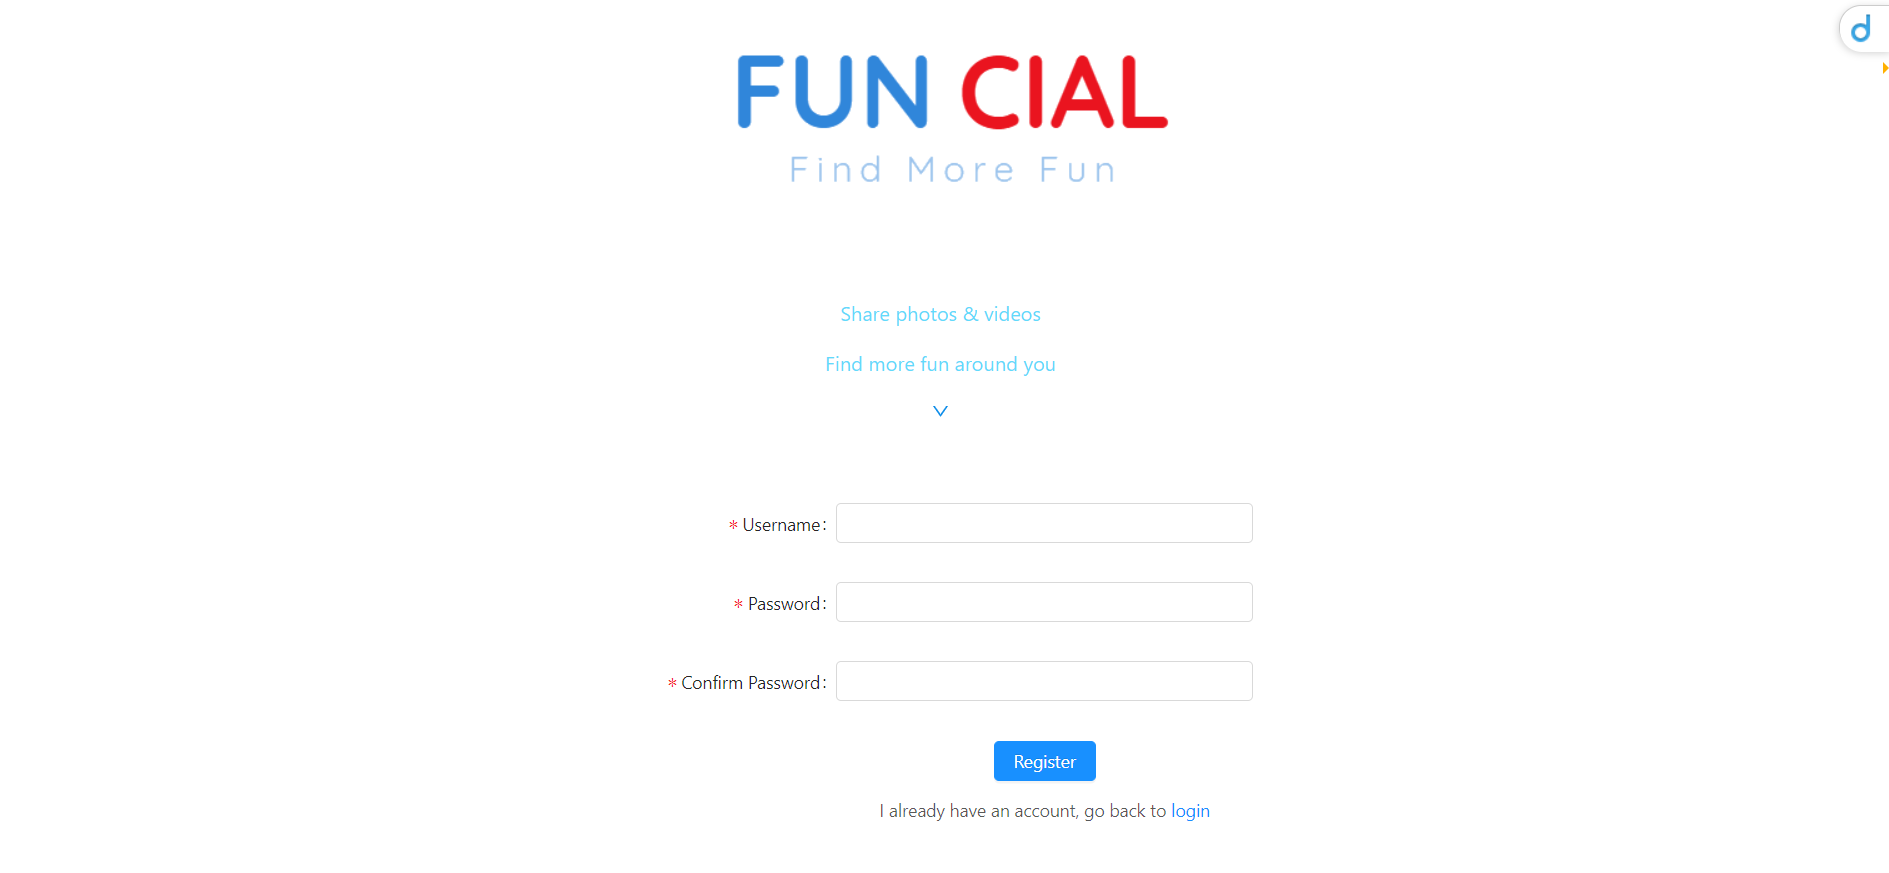 FUN CIAL
Find More Fun
Share photos & videos
Find more fun around you
* Username:
* Password:
* Confirm Password:
Register
I already have an account, go back to login
d